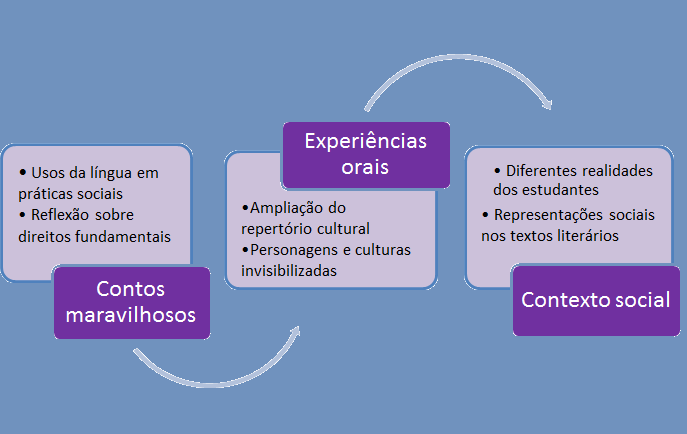 • Usos da língua em
práticas sociais
• Reflexão sobre
direitos fundamentais
Contos
maravilhosos
Experiências
orais
•Ampliação do
repertório cultural
•Personagens e culturas
invisibilizadas
• Diferentes realidades
dos estudantes
• Representações sociais
nos textos literários
Contexto social